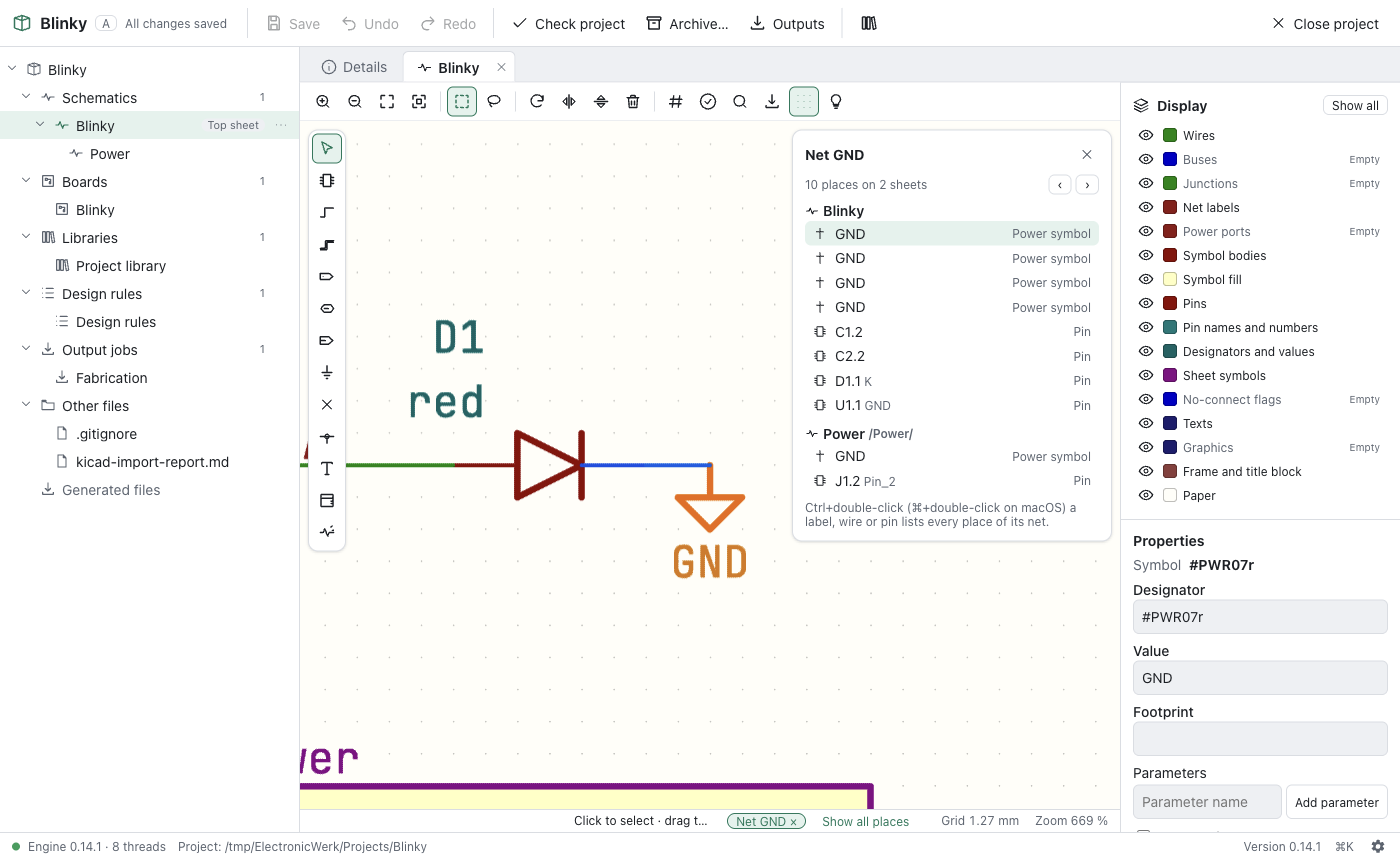 Blinky A All changes saved Save Undo Redo Check project Archive... Outputs Close project
Blinky
Schematics 1
Blinky Top sheet ...
Power
Boards 1
Blinky
Libraries 1
Project library
Design rules 1
Design rules
Output jobs 1
Fabrication
Other files
.gitignore
kicad-import-report.md
Generated files
Details Blinky
D1
red
GND
wer
Net GND
10 places on 2 sheets
Blinky
GND Power symbol
GND Power symbol
GND Power symbol
GND Power symbol
C1.2 Pin
C2.2 Pin
D1.1 K Pin
U1.1 GND Pin
Power /Power/
GND Power symbol
J1.2 Pin_2 Pin
Ctrl+double-click (⌘+double-click on macOS) a
label, wire or pin lists every place of its net.
Click to select · drag t... Net GND × Show all places Grid 1.27 mm Zoom 669 %
Display Show all
Wires
Buses Empty
Junctions Empty
Net labels
Power ports Empty
Symbol bodies
Symbol fill
Pins
Pin names and numbers
Designators and values
Sheet symbols
No-connect flags Empty
Texts
Graphics Empty
Frame and title block
Paper
Properties
Symbol #PWR07r
Designator
#PWR07r
Value
GND
Footprint
Parameters
Parameter name Add parameter
Engine 0.14.1 · 8 threads Project: /tmp/ElectronicWerk/Projects/Blinky Version 0.14.1 ⌘K